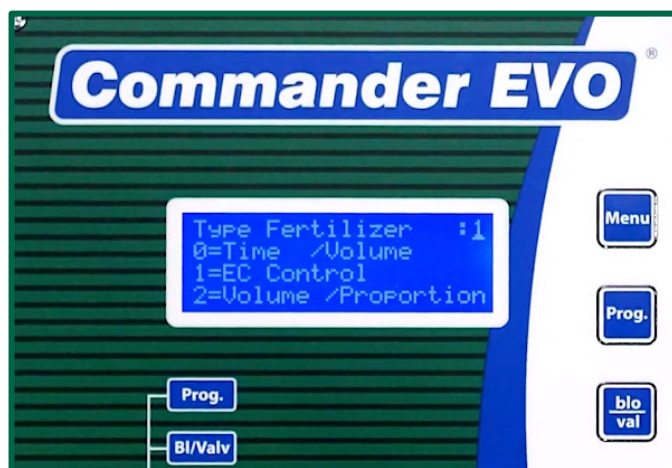 Commander EVO®
Type Fertilizer :1
0=Time /Volume
1=EC Control
2=Volume /Proportion
Menu
Prog.
blo
val
Prog.
Bl/Valv